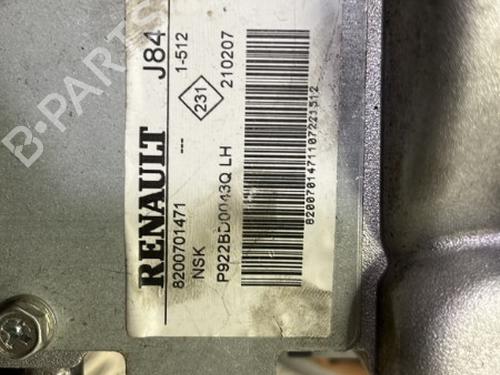 RENAULT J84
8200701471 --- 1-512
NSK 231 210207
P922BD0043Q LH
8200701471107221512
B-PARTS